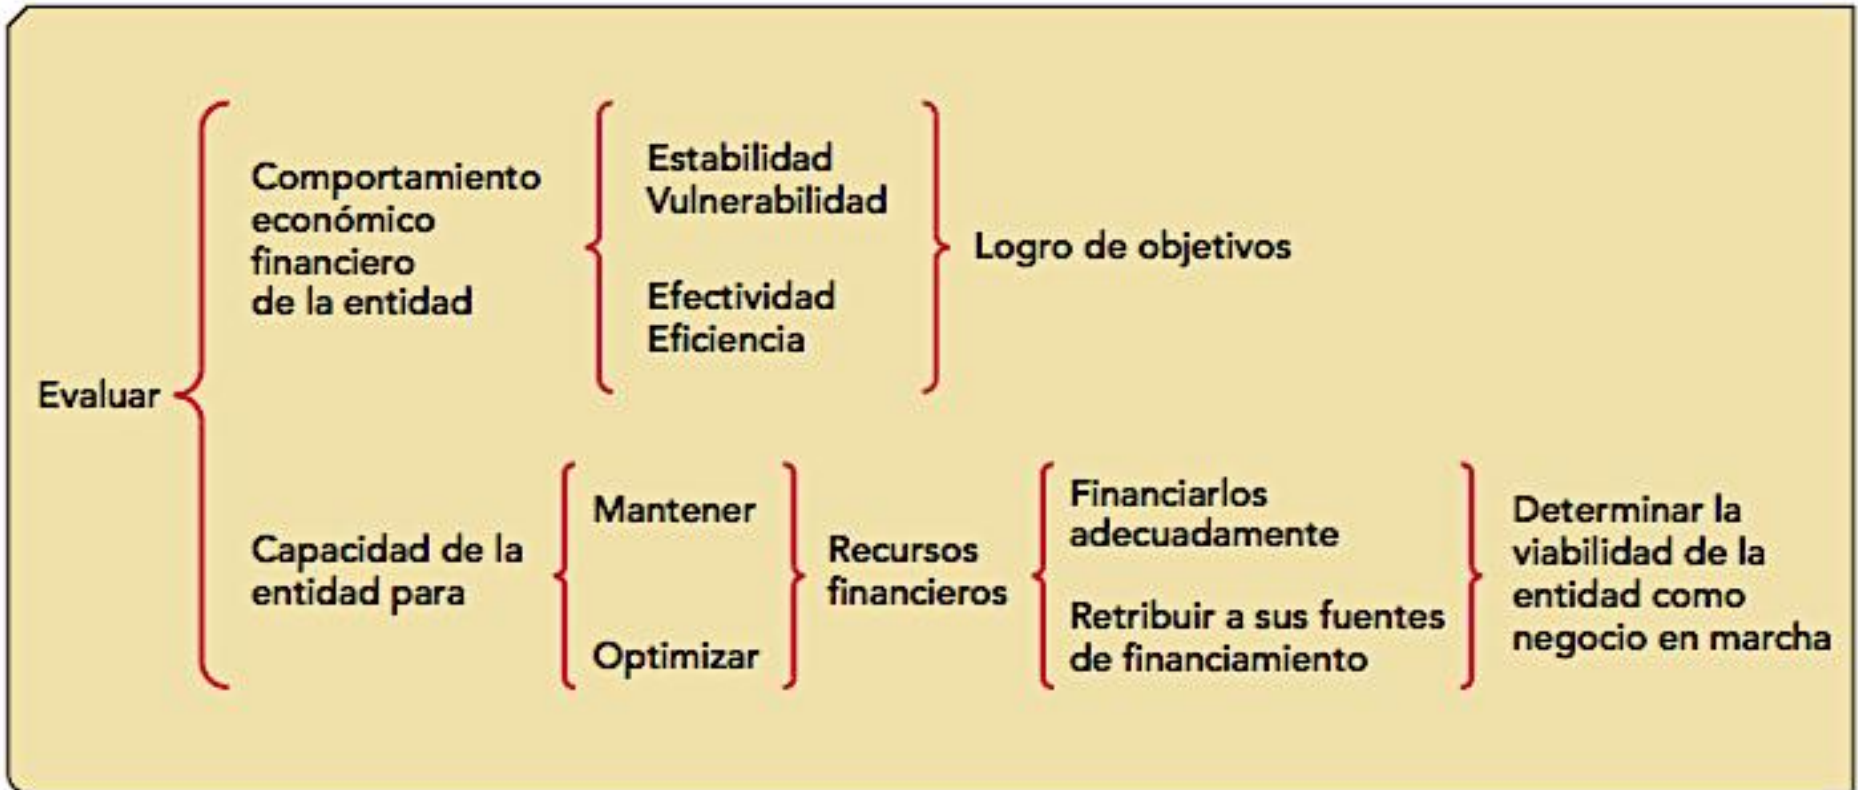 Evaluar
Comportamiento
económico
financiero
de la entidad
Estabilidad
Vulnerabilidad
Efectividad
Eficiencia
Logro de objetivos
Capacidad de la
entidad para
Mantener
Optimizar
Recursos
financieros
Financiarlos
adecuadamente
Retribuir a sus fuentes
de financiamiento
Determinar la
viabilidad de la
entidad como
negocio en marcha